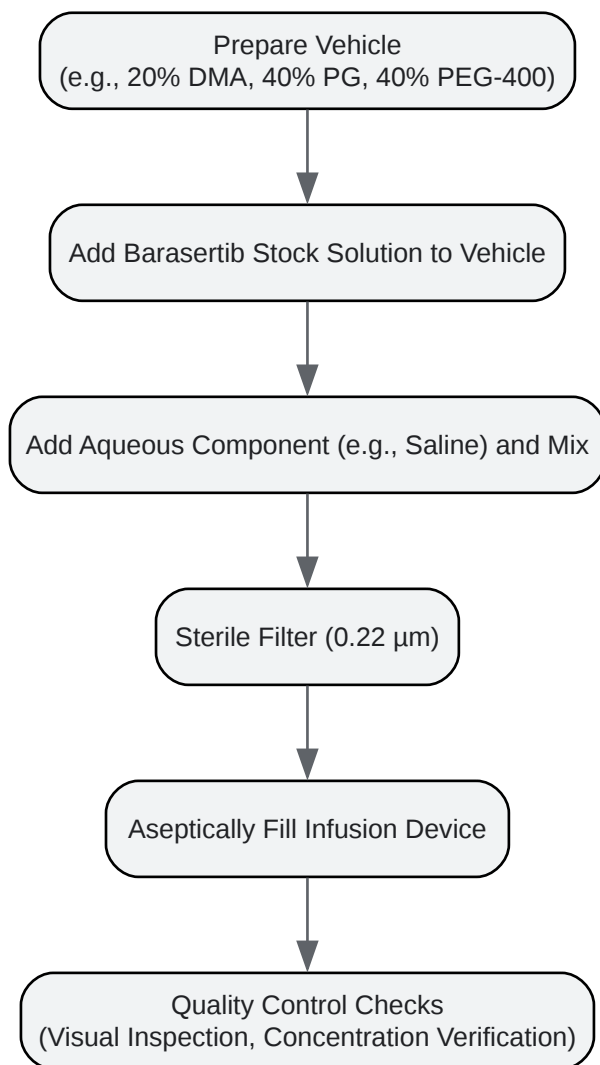 Prepare Vehicle
(e.g., 20% DMA, 40% PG, 40% PEG-400)
Add Barasertib Stock Solution to Vehicle
Add Aqueous Component (e.g., Saline) and Mix
Sterile Filter (0.22 µm)
Aseptically Fill Infusion Device
Quality Control Checks
(Visual Inspection, Concentration Verification)